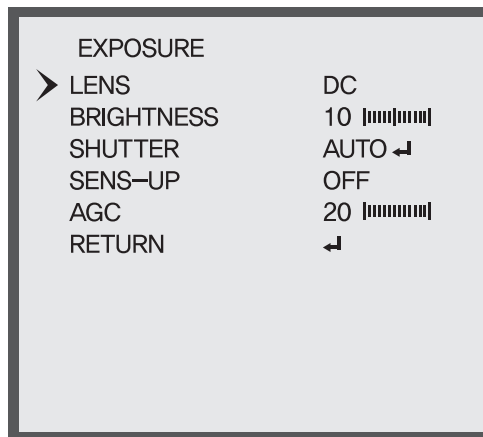 EXPOSURE
LENS DC
BRIGHTNESS 10
SHUTTER AUTO ↵
SENS–UP OFF
AGC 20
RETURN ↵